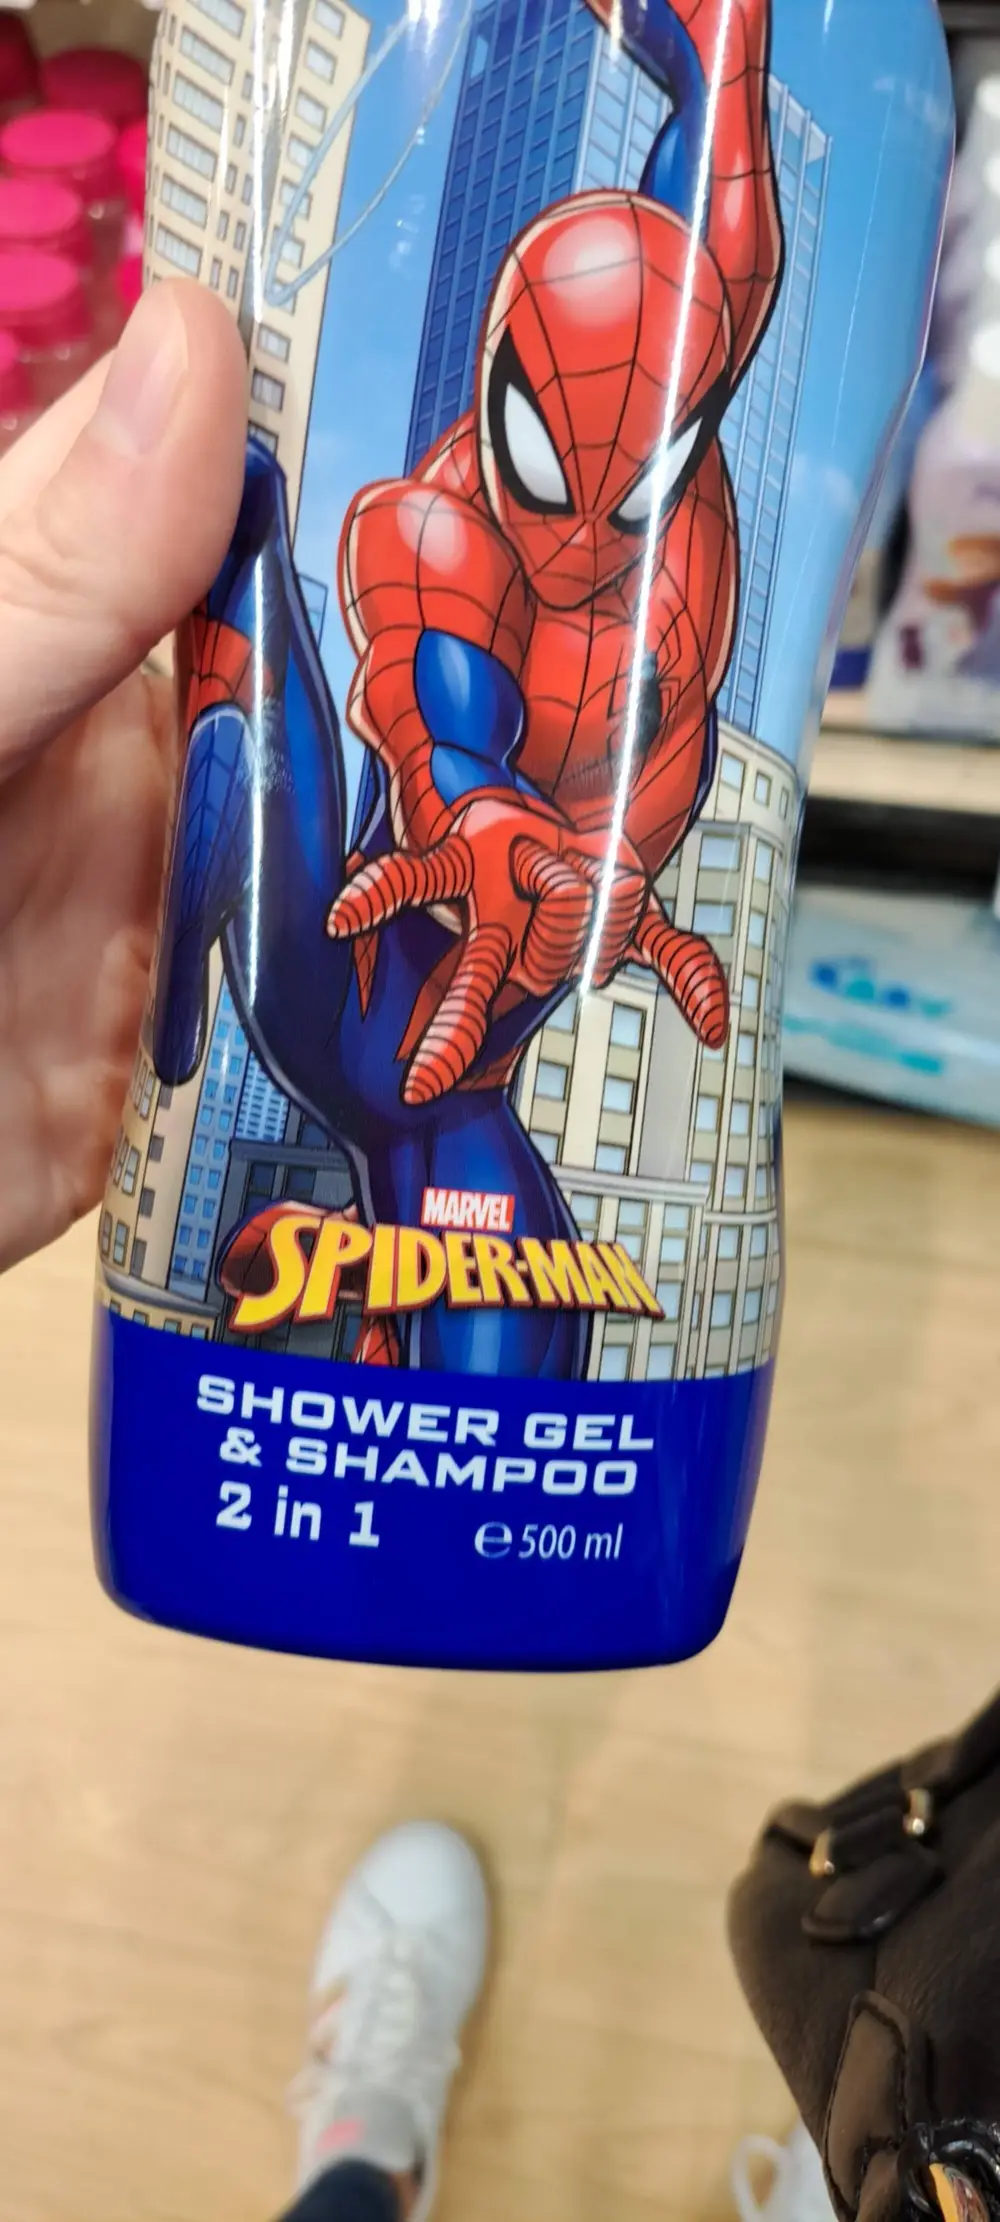 MARVEL
SPIDER-MAN
SHOWER GEL
& SHAMPOO
2 in 1
℮ 500 ml